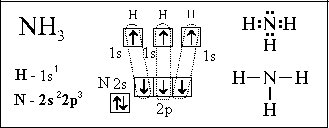 NH₃
H - 1s¹
N - 2s²2p³
H H H
1s 1s 1s
N 2s
2p
H:N:H
H
H—N—H
H